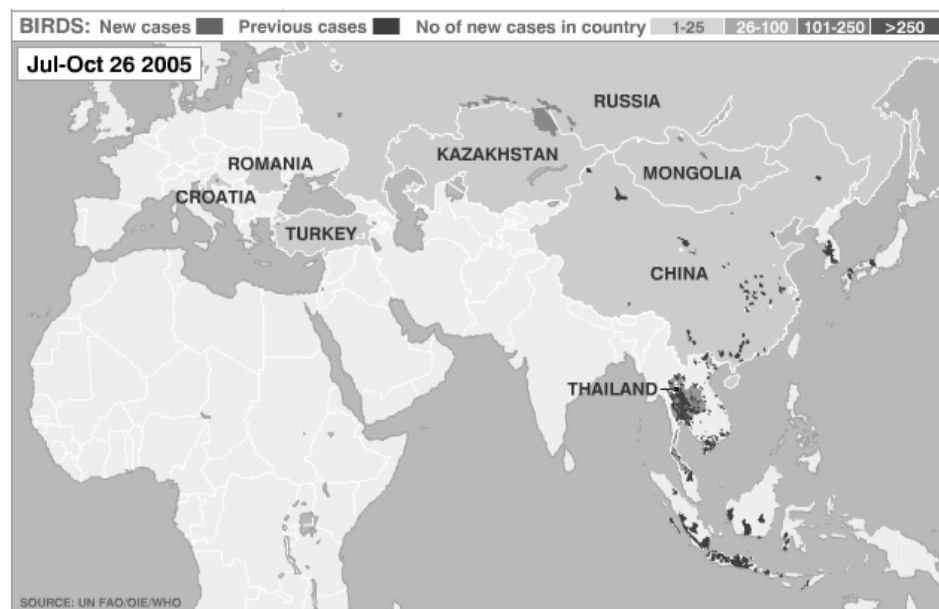 BIRDS: New cases Previous cases No of new cases in country 1-25 26-100 101-250 >250
Jul-Oct 26 2005
RUSSIA
KAZAKHSTAN
ROMANIA
MONGOLIA
CROATIA
TURKEY
CHINA
THAILAND
SOURCE: UN FAO/OIE/WHO